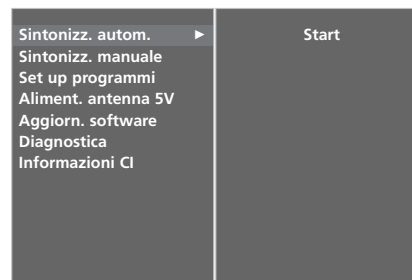 Sintonizz. autom. ►
Start
Sintonizz. manuale
Set up programmi
Aliment. antenna 5V
Aggiorn. software
Diagnostica
Informazioni CI